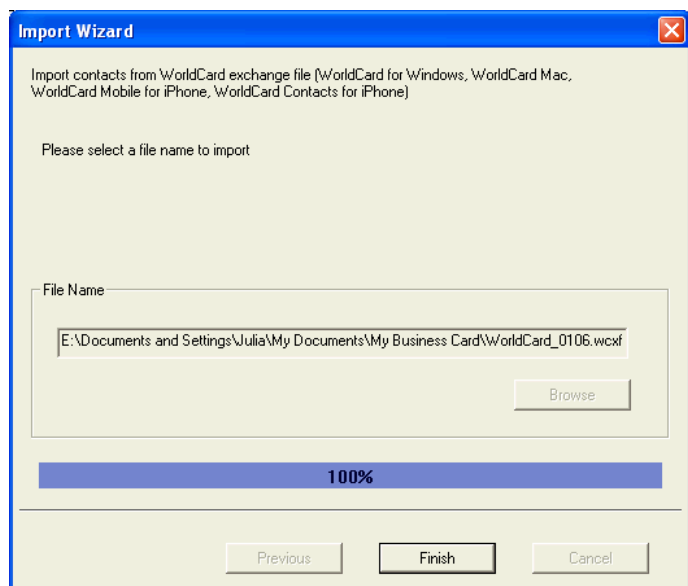 Import Wizard
Import contacts from WorldCard exchange file (WorldCard for Windows, WorldCard Mac,
WorldCard Mobile for iPhone, WorldCard Contacts for iPhone)
Please select a file name to import
File Name
E:\Documents and Settings\Julia\My Documents\My Business Card\WorldCard_0106.wcxf
Browse
100%
Previous
Finish
Cancel